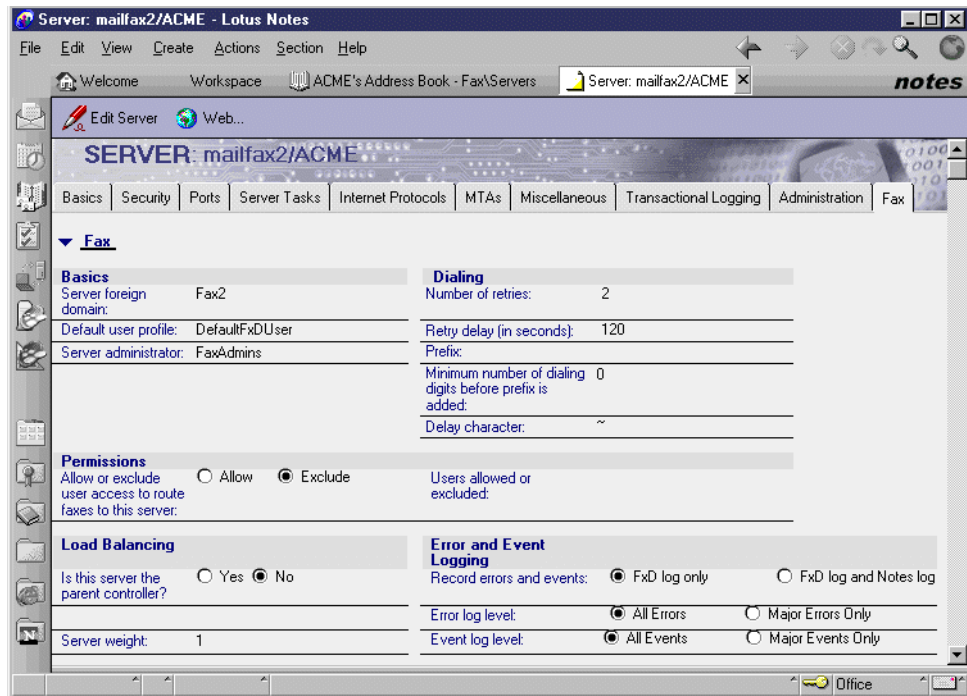 Server: mailfax2/ACME - Lotus Notes
File Edit View Create Actions Section Help
Welcome Workspace ACME's Address Book - Fax\Servers Server: mailfax2/ACME notes
Edit Server Web...
SERVER: mailfax2/ACME
Basics Security Ports Server Tasks Internet Protocols MTAs Miscellaneous Transactional Logging Administration Fax
Fax
Basics
Server foreign domain: Fax2
Default user profile: DefaultFxDUser
Server administrator: FaxAdmins
Dialing
Number of retries: 2
Retry delay (in seconds): 120
Prefix:
Minimum number of dialing 0
digits before prefix is
added:
Delay character: ~
Permissions
Allow or exclude Allow Exclude
user access to route
faxes to this server:
Users allowed or
excluded:
Load Balancing
Is this server the Yes No
parent controller?
Server weight: 1
Error and Event
Logging
Record errors and events: FxD log only FxD log and Notes log
Error log level: All Errors Major Errors Only
Event log level: All Events Major Events Only
Office